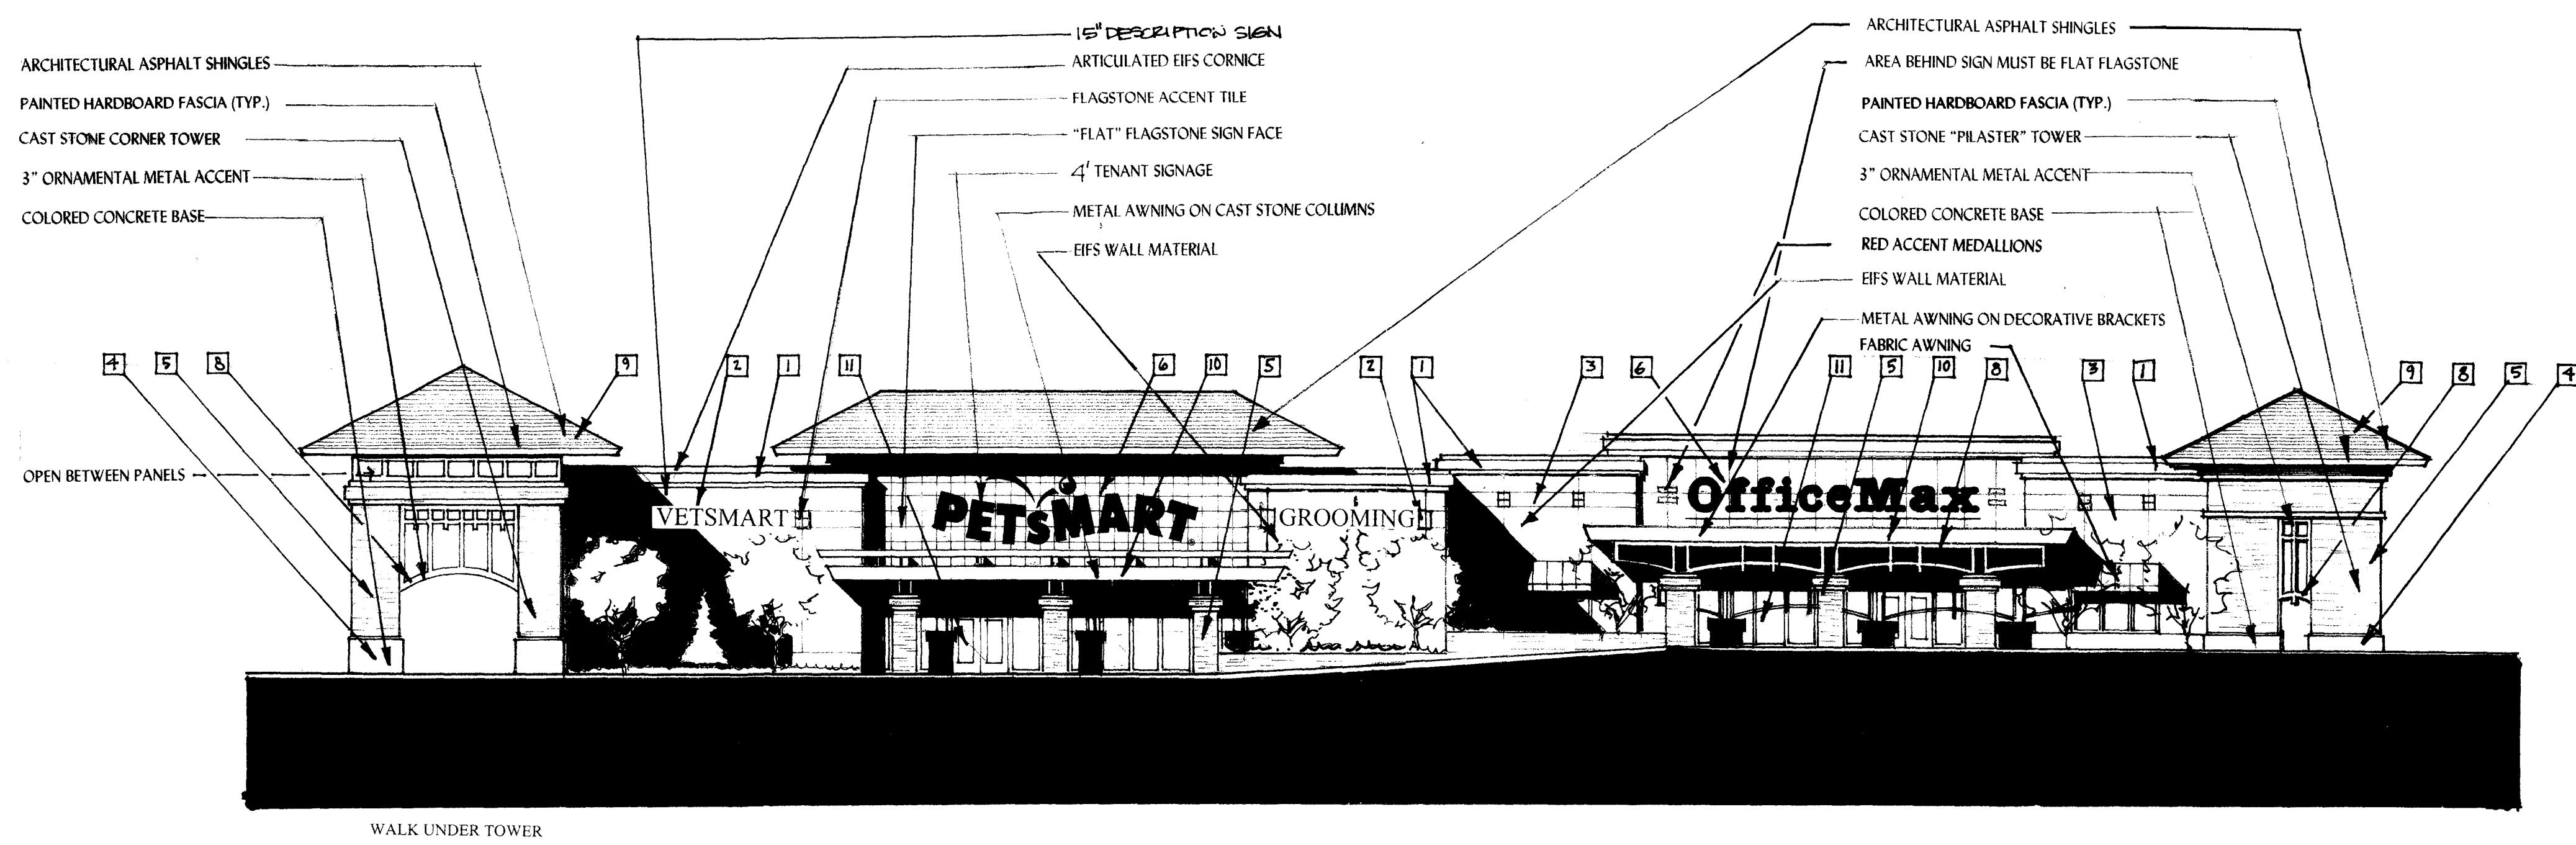 15" DESCRIPTION SIGN
ARTICULATED EIFS CORNICE
FLAGSTONE ACCENT TILE
"FLAT" FLAGSTONE SIGN FACE
4' TENANT SIGNAGE
METAL AWNING ON CAST STONE COLUMNS
EIFS WALL MATERIAL
ARCHITECTURAL ASPHALT SHINGLES
PAINTED HARDBOARD FASCIA (TYP.)
CAST STONE CORNER TOWER
3" ORNAMENTAL METAL ACCENT
COLORED CONCRETE BASE
ARCHITECTURAL ASPHALT SHINGLES
AREA BEHIND SIGN MUST BE FLAT FLAGSTONE
PAINTED HARDBOARD FASCIA (TYP.)
CAST STONE "PILASTER" TOWER
3" ORNAMENTAL METAL ACCENT
COLORED CONCRETE BASE
RED ACCENT MEDALLIONS
EIFS WALL MATERIAL
METAL AWNING ON DECORATIVE BRACKETS
FABRIC AWNING
4 5 8 9 2 1 11 6 10 5 2 1 3 6 11 5 10 8 3 1 9 8 5 4
OPEN BETWEEN PANELS
VETSMART
PETSMART
GROOMING
OfficeMax
WALK UNDER TOWER